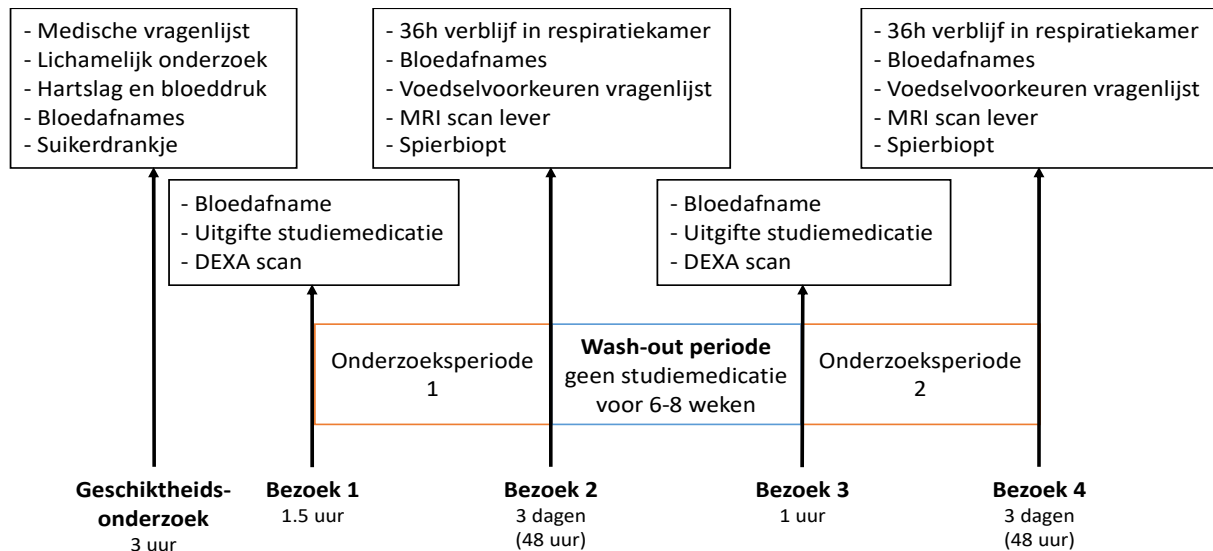 - Medische vragenlijst
- Lichamelijk onderzoek
- Hartslag en bloeddruk
- Bloedafnames
- Suikerdrankje
- 36h verblijf in respiratiekamer
- Bloedafnames
- Voedselvoorkeuren vragenlijst
- MRI scan lever
- Spierbiopt
- 36h verblijf in respiratiekamer
- Bloedafnames
- Voedselvoorkeuren vragenlijst
- MRI scan lever
- Spierbiopt
- Bloedafname
- Uitgifte studiemedicatie
- DEXA scan
- Bloedafname
- Uitgifte studiemedicatie
- DEXA scan
Onderzoeksperiode
1
Wash-out periode
geen studiemedicatie
voor 6-8 weken
Onderzoeksperiode
2
Geschiktheids-
onderzoek
3 uur
Bezoek 1
1.5 uur
Bezoek 2
3 dagen
(48 uur)
Bezoek 3
1 uur
Bezoek 4
3 dagen
(48 uur)